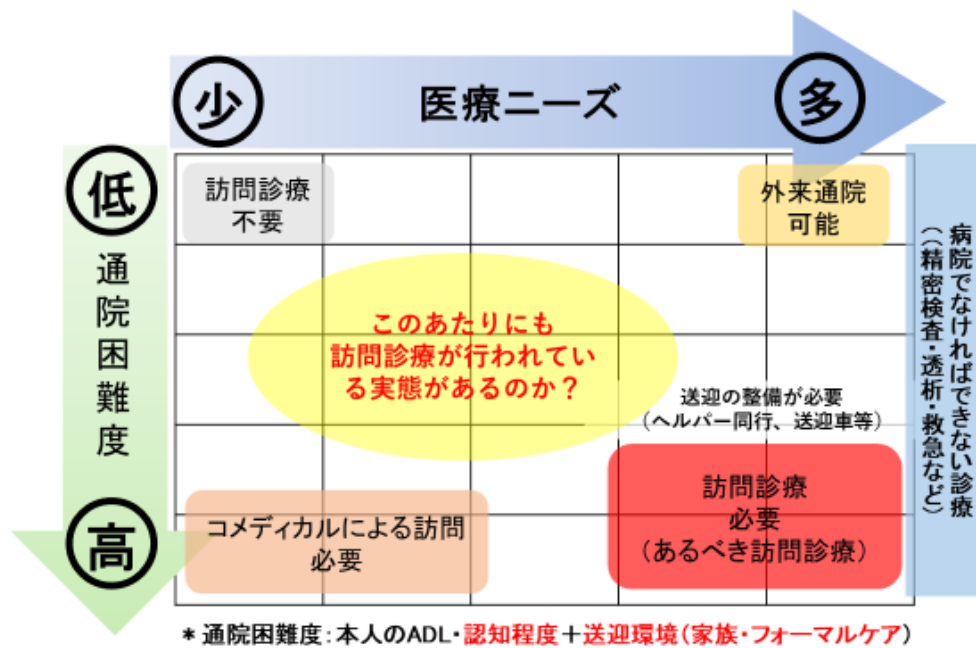 少 医療ニーズ 多
低
通院困難度
高
訪問診療
不要
外来通院
可能
このあたりにも
訪問診療が行われてい
る実態があるのか？
送迎の整備が必要
（ヘルパー同行、送迎車等）
コメディカルによる訪問
必要
訪問診療
必要
（あるべき訪問診療）
病院でなければできない診療
（（精密検査・透析・救急など）
＊通院困難度：本人のADL・認知程度＋送迎環境（家族・フォーマルケア）